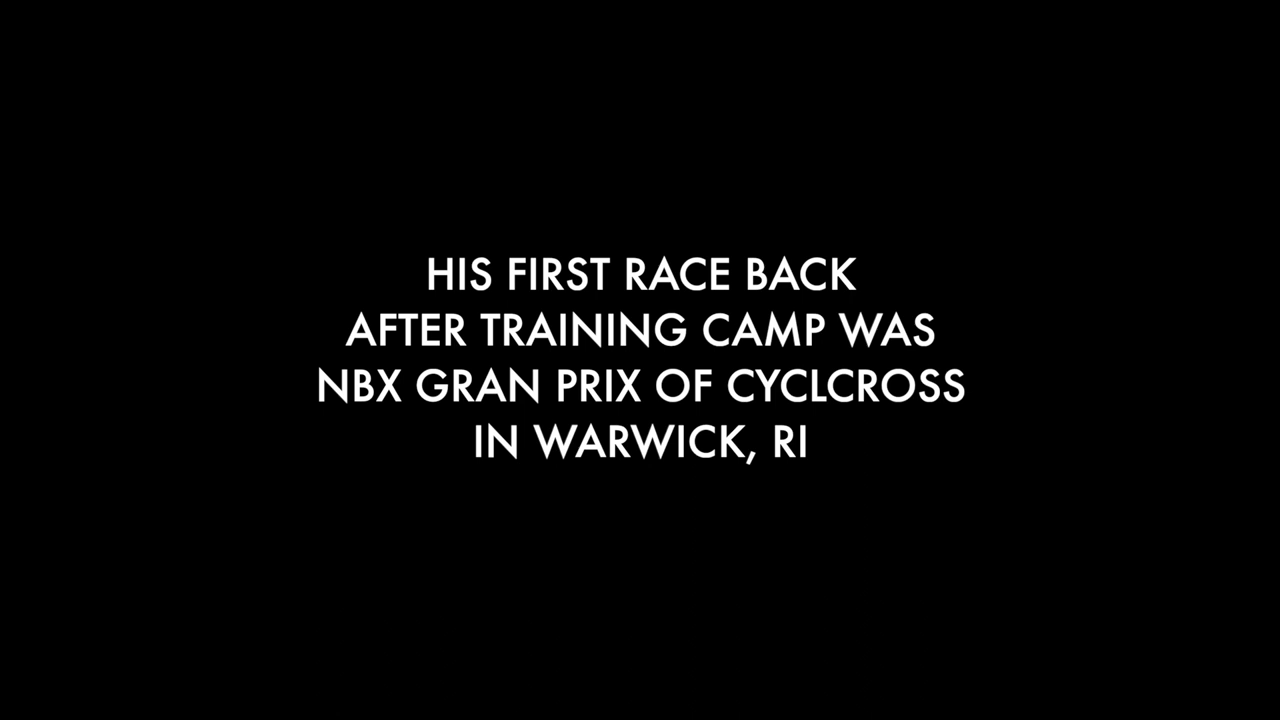 HIS FIRST RACE BACK
AFTER TRAINING CAMP WAS
NBX GRAN PRIX OF CYCLCROSS
IN WARWICK, RI